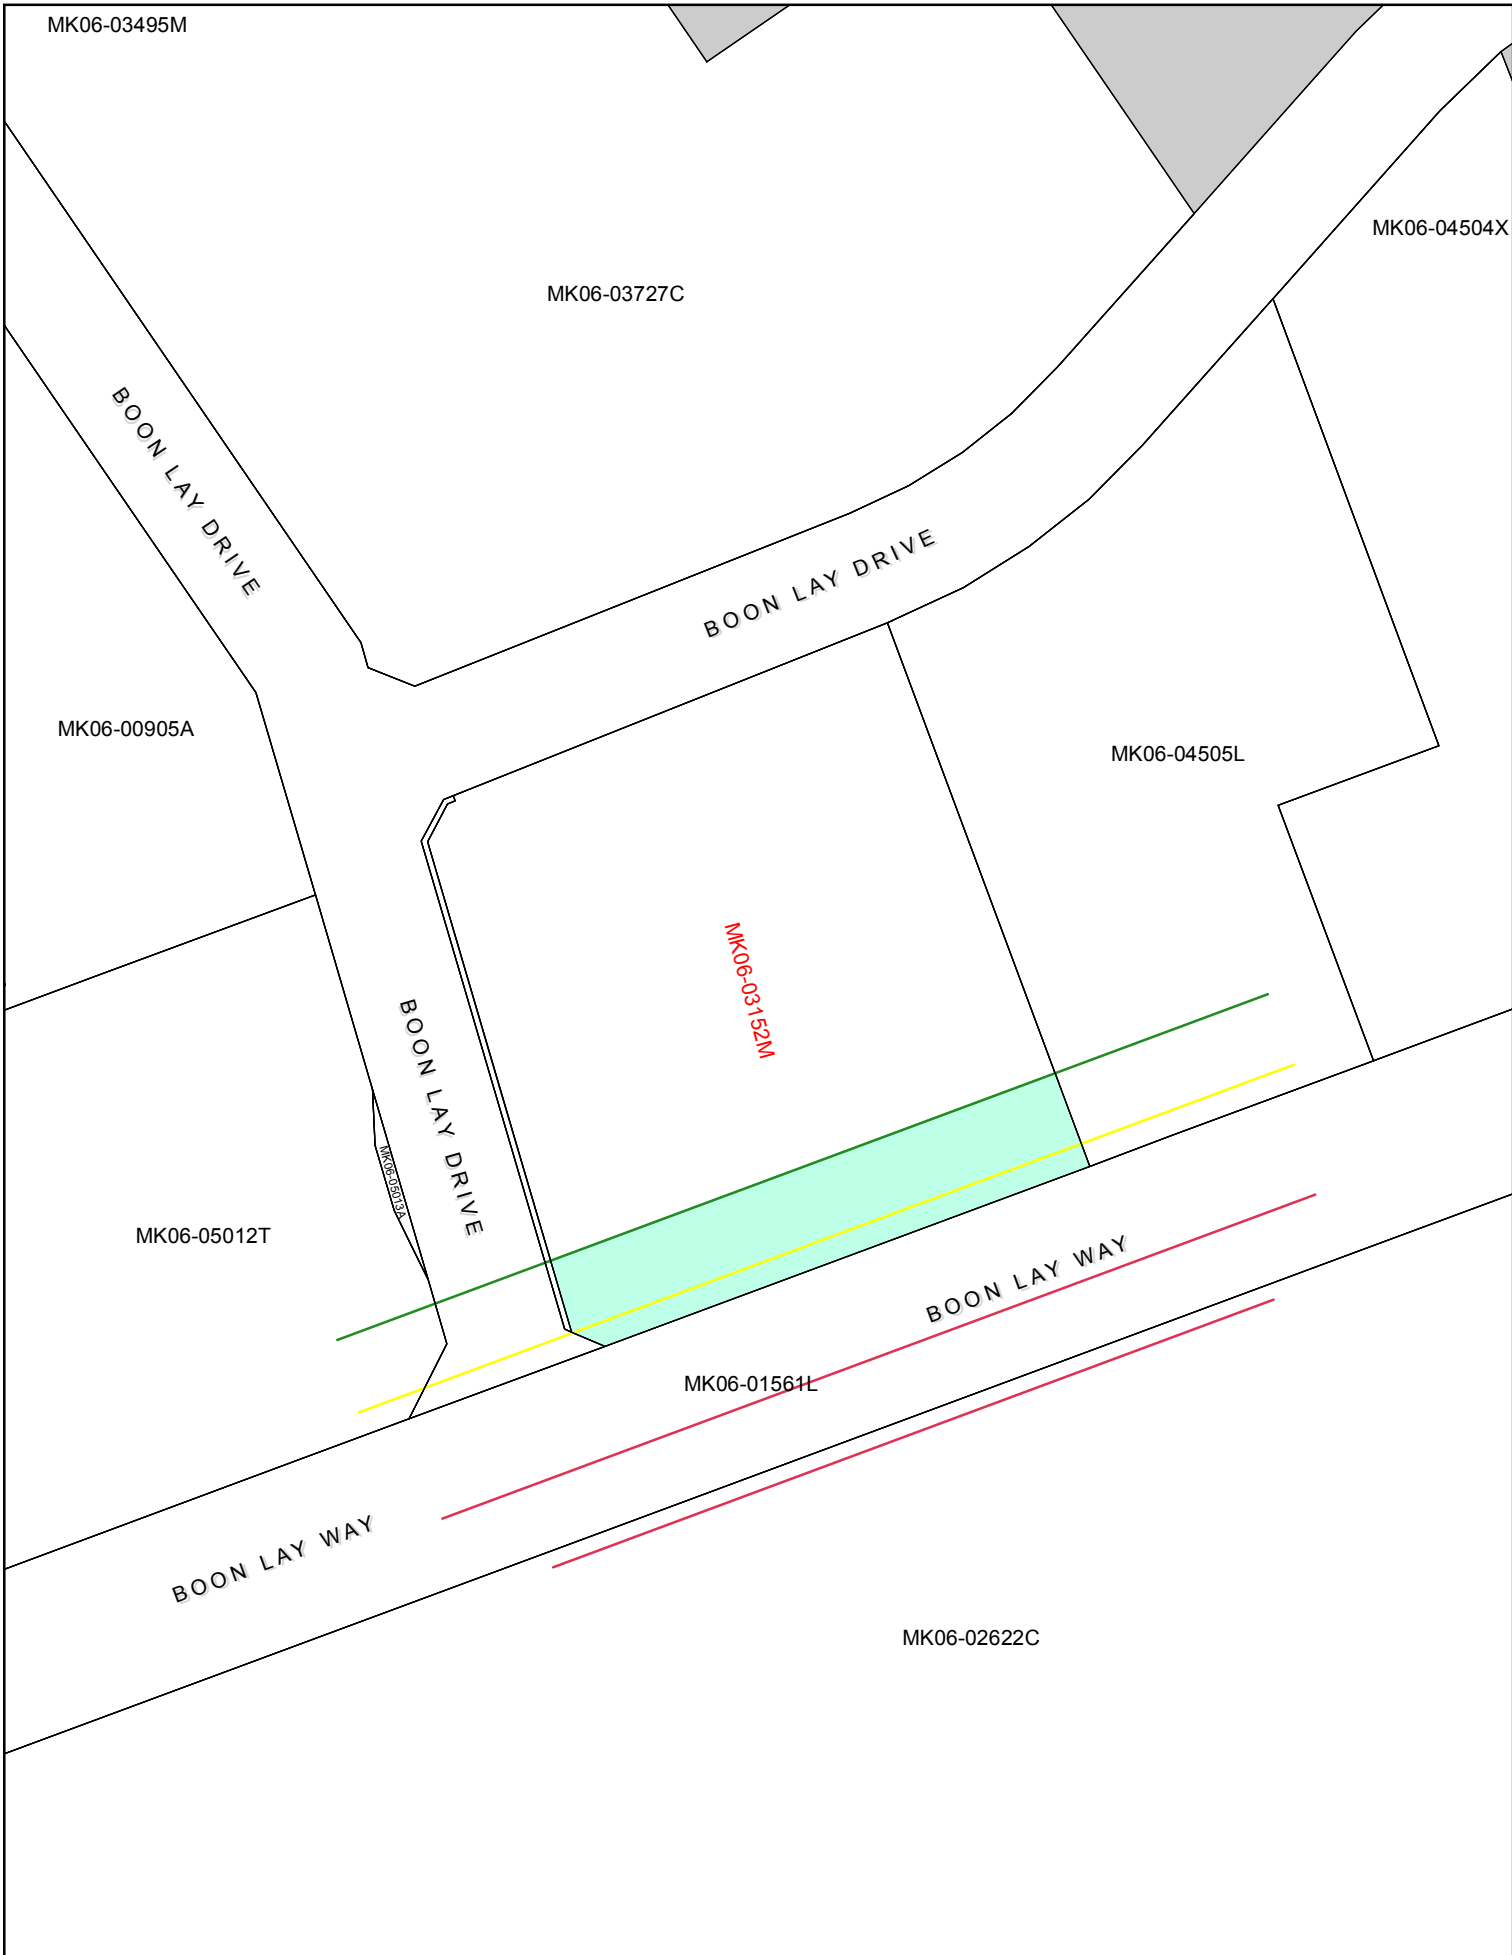 MK06-03495M
MK06-04504X
MK06-03727C
BOON LAY DRIVE
BOON LAY DRIVE
MK06-00905A
MK06-04505L
MK06-03152M
BOON LAY DRIVE
MK06-05013A
MK06-05012T
BOON LAY WAY
MK06-01561L
BOON LAY WAY
MK06-02622C